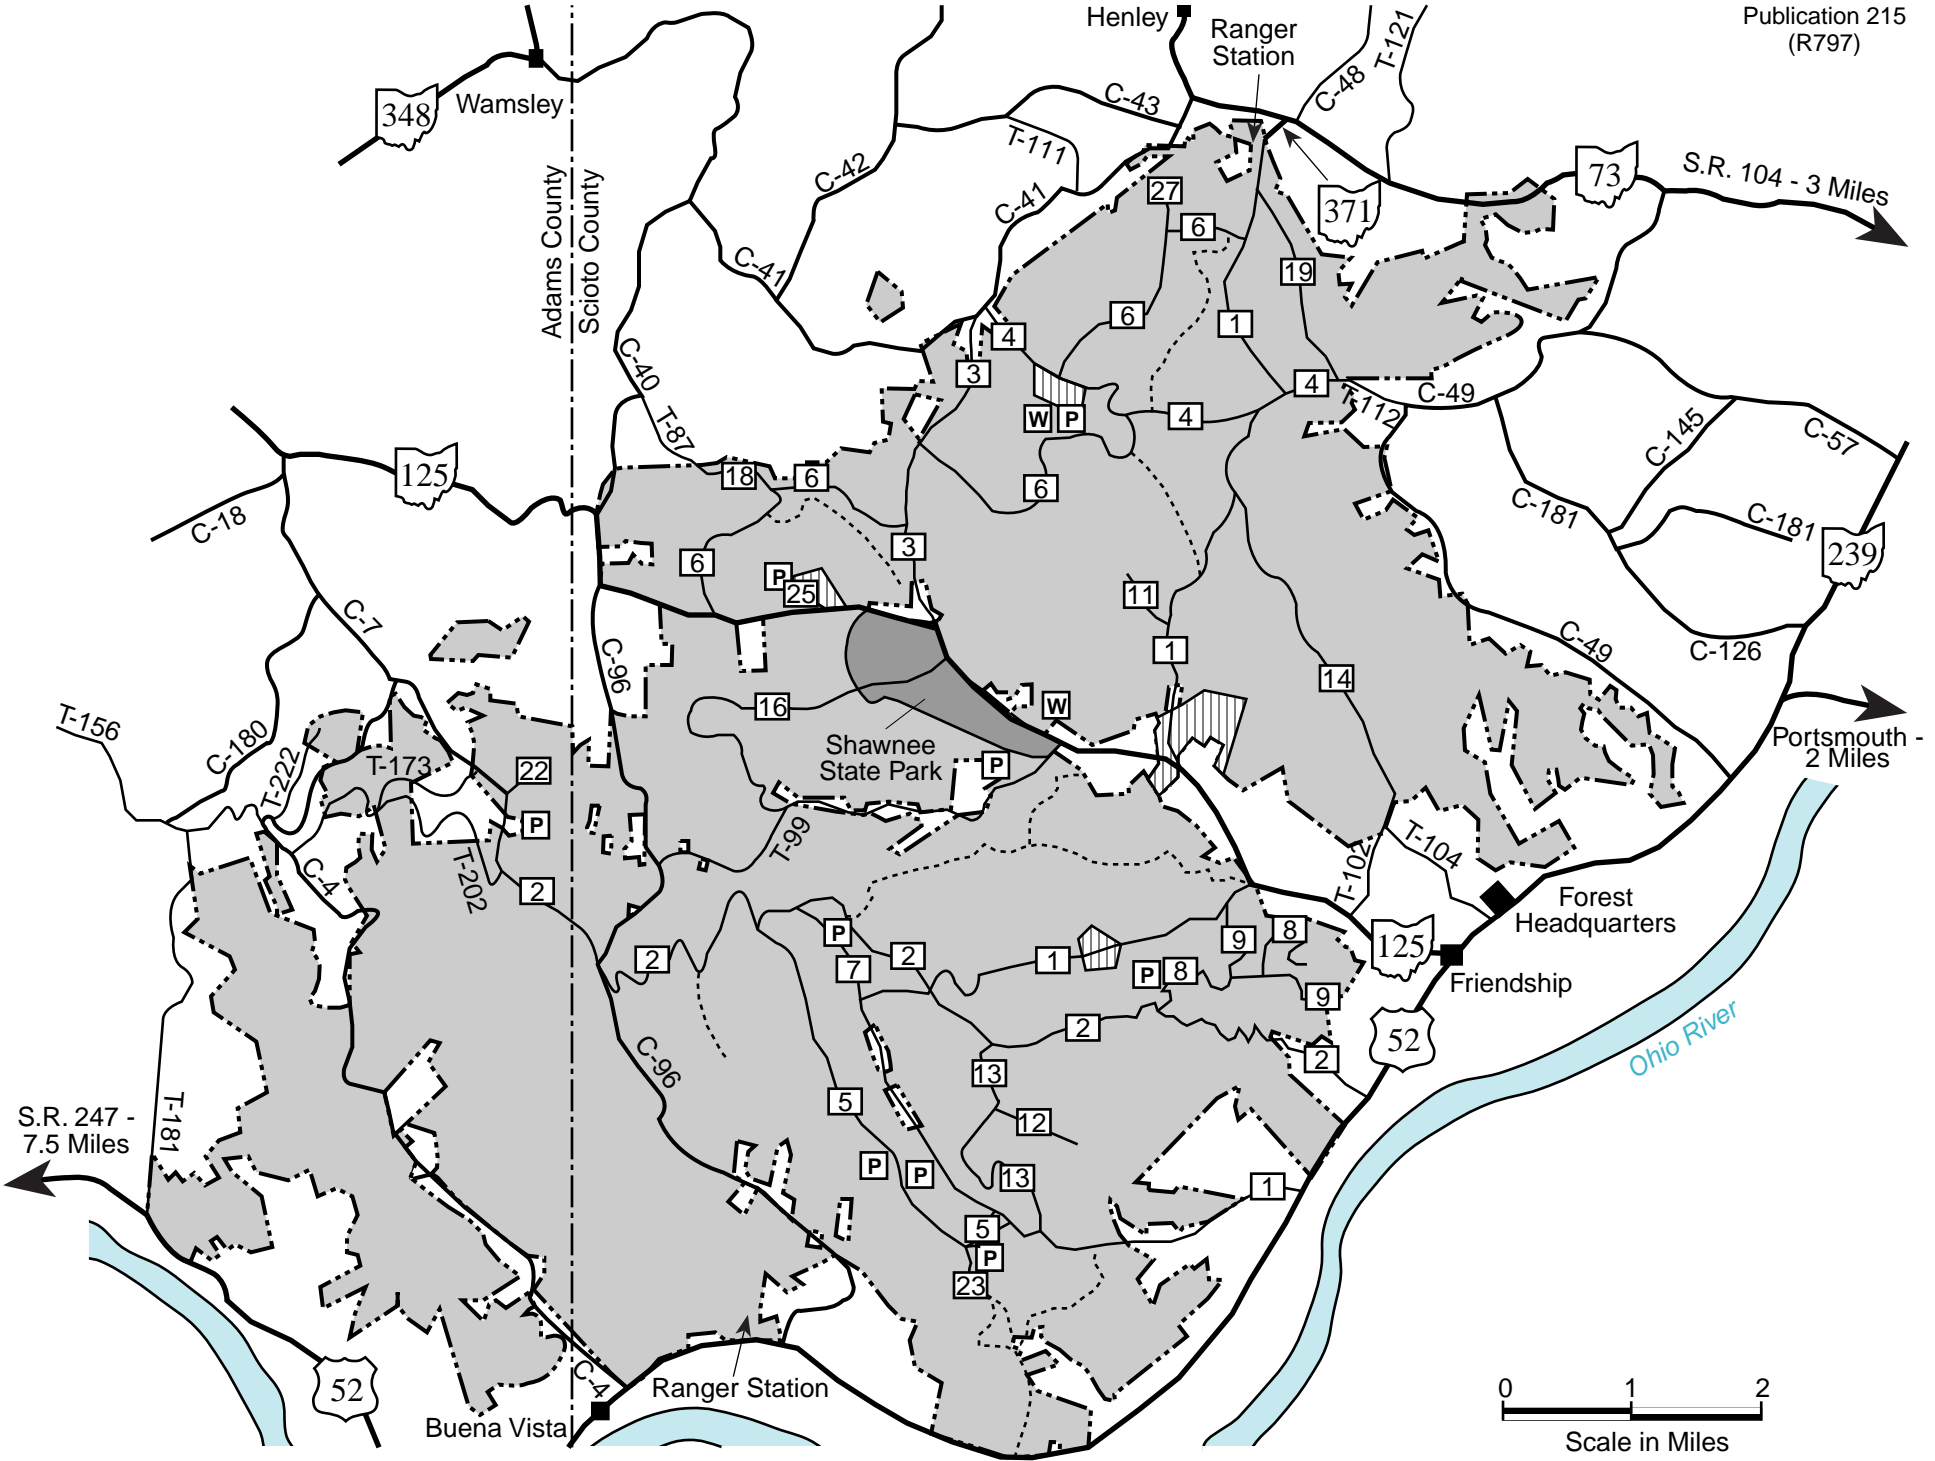 Publication 215
(R797)
Henley
Ranger
Station
C-48
T-121
348
Wamsley
C-43
T-111
C-42
C-41
C-41
27
6
371
73
S.R. 104 - 3 Miles
Adams County
Scioto County
19
6
1
4
3
C-40
T-87
4
T-112
C-49
W
P
4
C-145
C-57
125
18
6
6
C-18
C-181
C-181
239
3
6
P
25
11
C-7
C-96
1
C-49
C-126
14
16
W
T-156
C-180
T-222
T-173
22
Shawnee
State Park
P
Portsmouth -
2 Miles
P
T-99
T-102
T-104
C-4
T-202
2
Forest
Headquarters
P
9
8
125
2
7
2
1
P
8
9
Friendship
2
2
52
Ohio River
C-96
13
5
12
T-181
S.R. 247 -
7.5 Miles
P
P
13
1
5
P
23
52
C-4
Ranger Station
Buena Vista
0
1
2
Scale in Miles